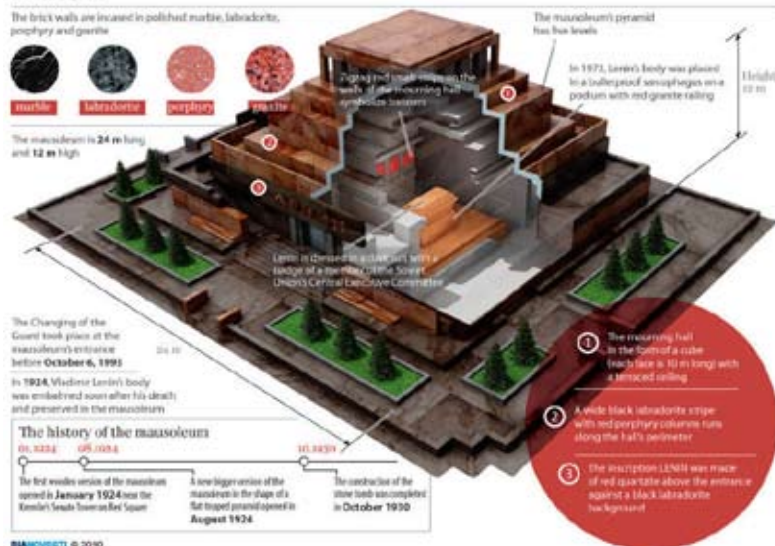 The brick walls are incased in polished marble, labradorite,
porphyry and granite
marble
labradorite
porphyry
granite
The mausoleum is 24 m long
and 12 m high
Zigzag red smalt stripe on the
walls of the mourning hall
symbolize banners
The mausoleum's pyramid
has five levels
In 1973, Lenin's body was placed
in a bulletproof sarcophagus on a
podium with red granite railing
Height
12 m
1
2
3
Lenin is dressed in a dark suit with a
badge of a member of the Soviet
Union's Central Executive Committee
The Changing of the
Guard took place at the
mausoleum's entrance
before October 6, 1993
24 m
In 1924, Vladimir Lenin's body
was embalmed soon after his death
and preserved in the mausoleum
1
The mourning hall
in the form of a cube
(each face is 10 m long) with
a terraced ceiling
2
A wide black labradorite stripe
with red porphyry columns runs
along the hall's perimeter
3
The inscription LENIN was made
of red quartzite above the entrance
against a black labradorite
background
The history of the mausoleum
01.1924
08.1924
10.1930
The first wooden version of the mausoleum
opened in January 1924 near the
Kremlin's Senate Tower on Red Square
A new bigger version of the
mausoleum in the shape of a
flat-topped pyramid opened in
August 1924
The construction of the
stone tomb was completed
in October 1930
RIANOVOSTI © 2010